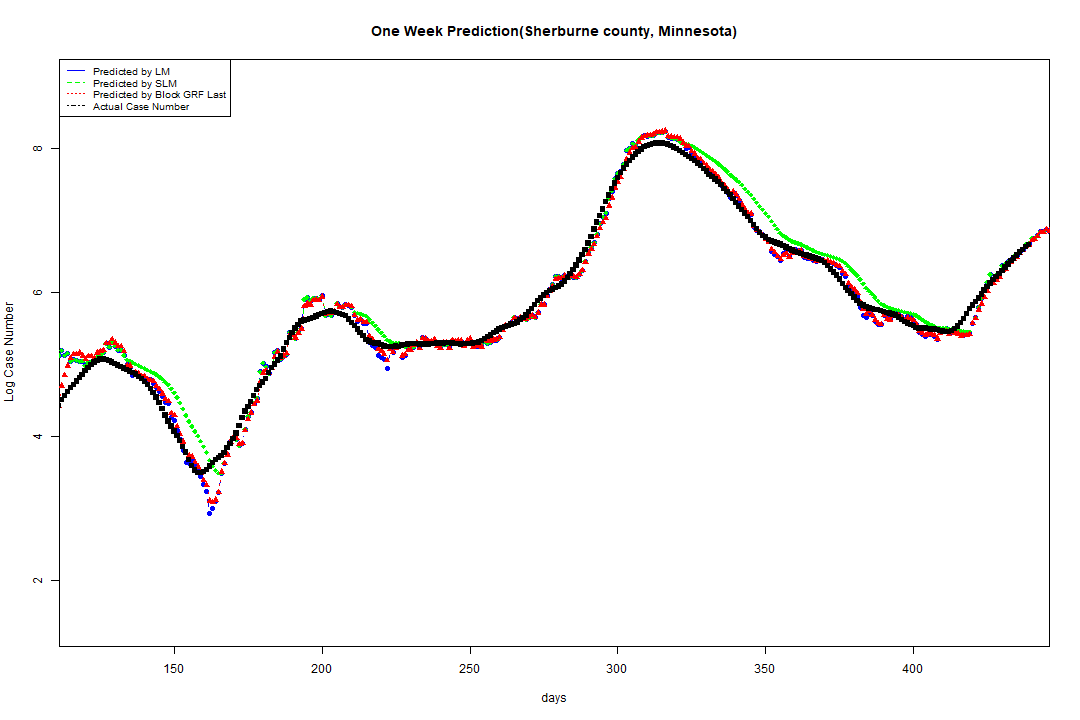 One Week Prediction(Sherburne county, Minnesota)
Predicted by LM
Predicted by SLM
Predicted by Block GRF Last
Actual Case Number
Log Case Number
8
6
4
2
150 200 250 300 350 400
days